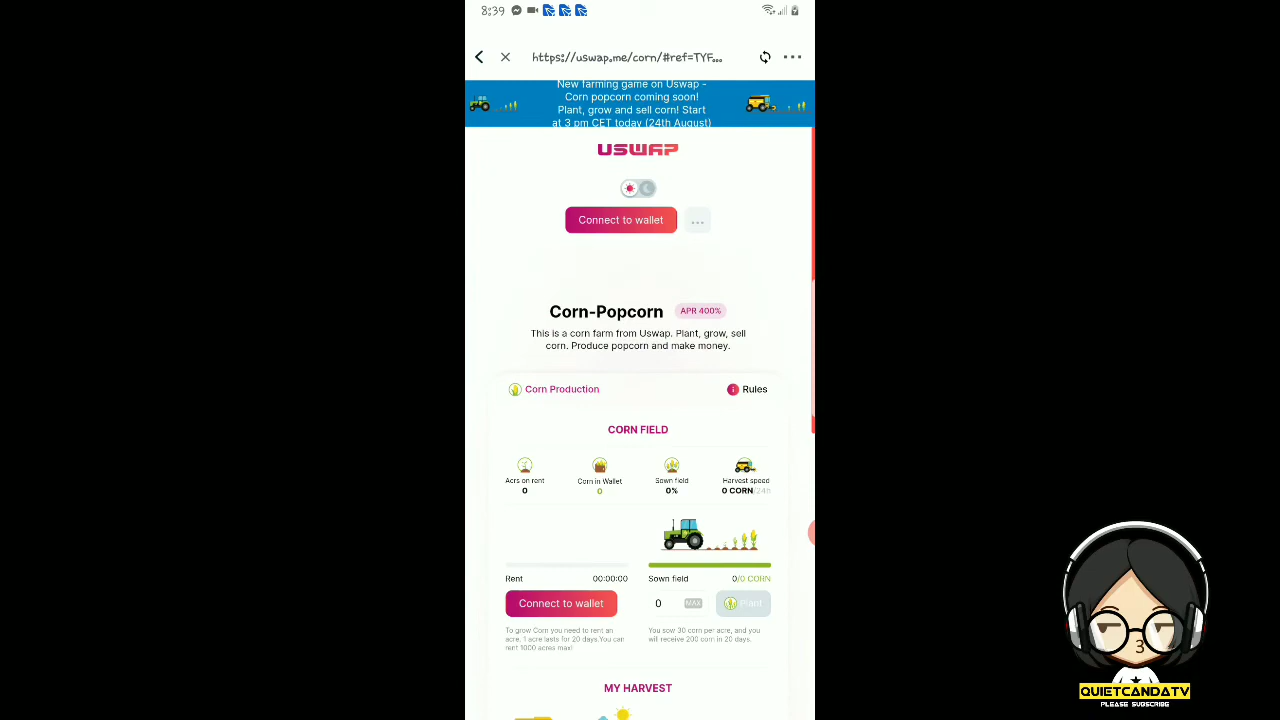 8:39
https://uswap.me/corn/#ref=TYF...
New farming game on Uswap -
Corn popcorn coming soon!
Plant, grow and sell corn! Start
at 3 pm CET today (24th August)
USWAP
Connect to wallet
...
Corn-Popcorn APR 400%
This is a corn farm from Uswap. Plant, grow, sell
corn. Produce popcorn and make money.
Corn Production
Rules
CORN FIELD
Acrs on rent
0
Corn in Wallet
0
Sown field
0%
Harvest speed
0 CORN/24h
Rent 00:00:00
Connect to wallet
To grow Corn you need to rent an
acre. 1 acre lasts for 20 days.You can
rent 1000 acres max!
Sown field 0/0 CORN
0 MAX Plant
You sow 30 corn per acre, and you
will receive 200 corn in 20 days.
MY HARVEST
QUIETCANDATV
PLEASE SUBSCRIBE